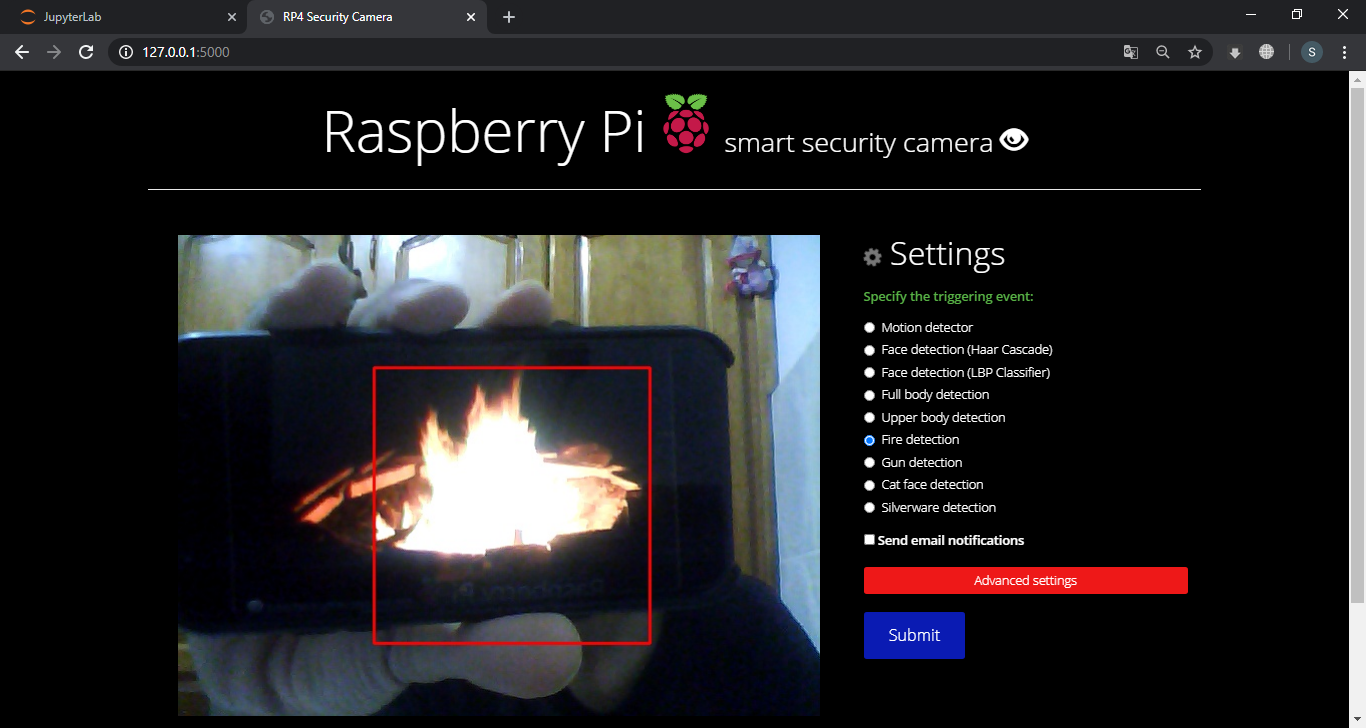 JupyterLab
RP4 Security Camera
127.0.0.1:5000
S
Raspberry Pi smart security camera
Settings
Specify the triggering event:
Motion detector
Face detection (Haar Cascade)
Face detection (LBP Classifier)
Full body detection
Upper body detection
Fire detection
Gun detection
Cat face detection
Silverware detection
Send email notifications
Advanced settings
Submit